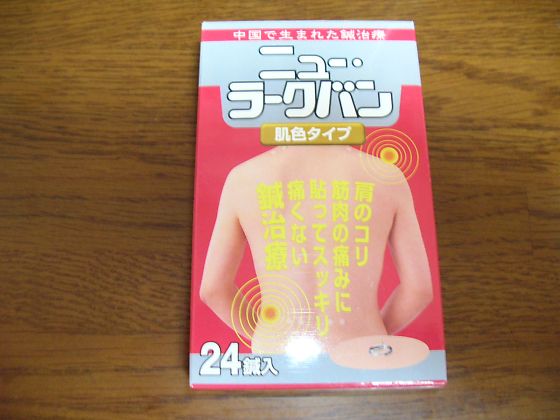 中国で生まれた鍼治療
ニュー・
ラークバン
肌色タイプ
肩のコリ
筋肉の痛みに
貼ってスッキリ
痛くない
鍼治療
24鍼入